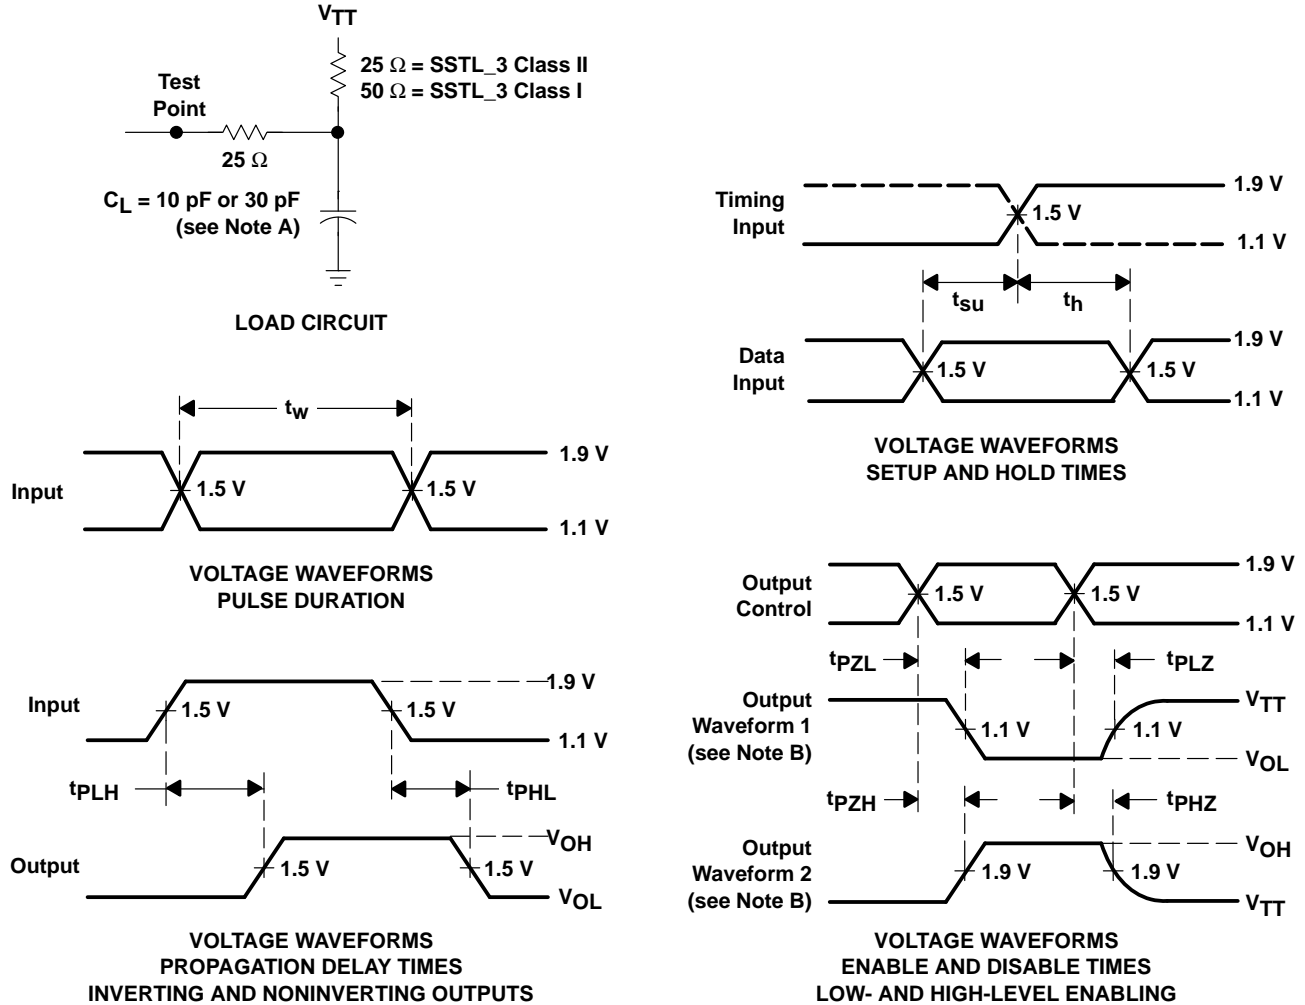 VTT
25 Ω = SSTL_3 Class II
50 Ω = SSTL_3 Class I
Test
Point
25 Ω
CL = 10 pF or 30 pF
(see Note A)
LOAD CIRCUIT
tw
Input
1.9 V
1.5 V
1.5 V
1.1 V
VOLTAGE WAVEFORMS
PULSE DURATION
Input
1.9 V
1.5 V
1.5 V
1.1 V
tPLH
tPHL
Output
VOH
1.5 V
1.5 V
VOL
VOLTAGE WAVEFORMS
PROPAGATION DELAY TIMES
INVERTING AND NONINVERTING OUTPUTS
Timing
Input
1.9 V
1.5 V
1.1 V
tsu
th
Data
Input
1.9 V
1.5 V
1.5 V
1.1 V
VOLTAGE WAVEFORMS
SETUP AND HOLD TIMES
Output
Control
1.9 V
1.5 V
1.5 V
1.1 V
tPZL
tPLZ
Output
Waveform 1
(see Note B)
VTT
1.1 V
1.1 V
VOL
tPZH
tPHZ
Output
Waveform 2
(see Note B)
VOH
1.9 V
1.9 V
VTT
VOLTAGE WAVEFORMS
ENABLE AND DISABLE TIMES
LOW- AND HIGH-LEVEL ENABLING